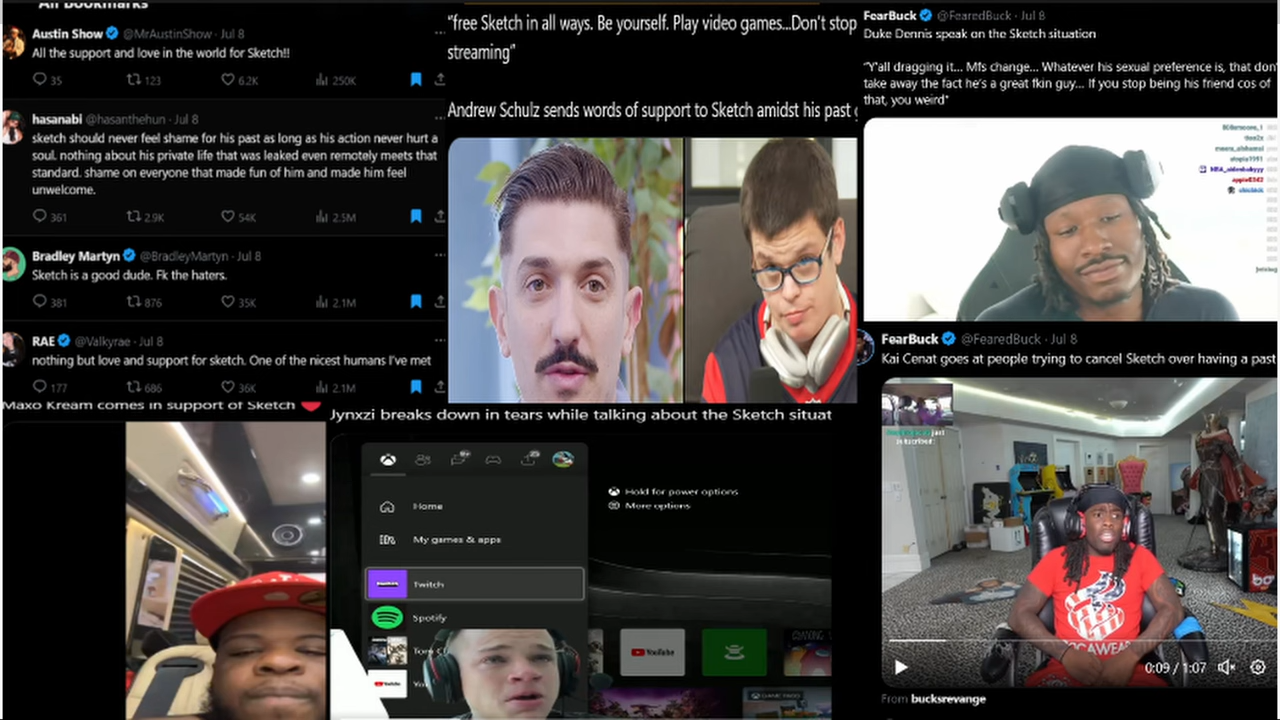 All Bookmarks
Austin Show @MrAustinShow · Jul 8
All the support and love in the world for Sketch!!
35 123 6.2K 250K
hasanabi @hasanthehun · Jul 8
sketch should never feel shame for his past as long as his action never hurt a
soul. nothing about his private life that was leaked even remotely meets that
standard. shame on everyone that made fun of him and made him feel
unwelcome.
361 2.9K 54K 2.5M
Bradley Martyn @BradleyMartyn · Jul 8
Sketch is a good dude. Fk the haters.
381 876 35K 2.1M
RAE @Valkyrae · Jul 8
nothing but love and support for sketch. One of the nicest humans I've met
177 686 36K 2.1M
"free Sketch in all ways. Be yourself. Play video games...Don't stop
streaming"
Andrew Schulz sends words of support to Sketch amidst his past
FearBuck @FearedBuck · Jul 8
Duke Dennis speak on the Sketch situation
"Y'all dragging it... Mfs change... Whatever his sexual preference is, that don'
take away the fact he's a great fkin guy... If you stop being his friend cos of
that, you weird"
FearBuck @FearedBuck · Jul 8
Kai Cenat goes at people trying to cancel Sketch over having a past
0:09 / 1:07
From bucksrevange
Maxo Kream comes in support of Sketch
Jynxzi breaks down in tears while talking about the Sketch situat
Home
My games & apps
Twitch
Spotify
Hold for power options
More options
YouTube